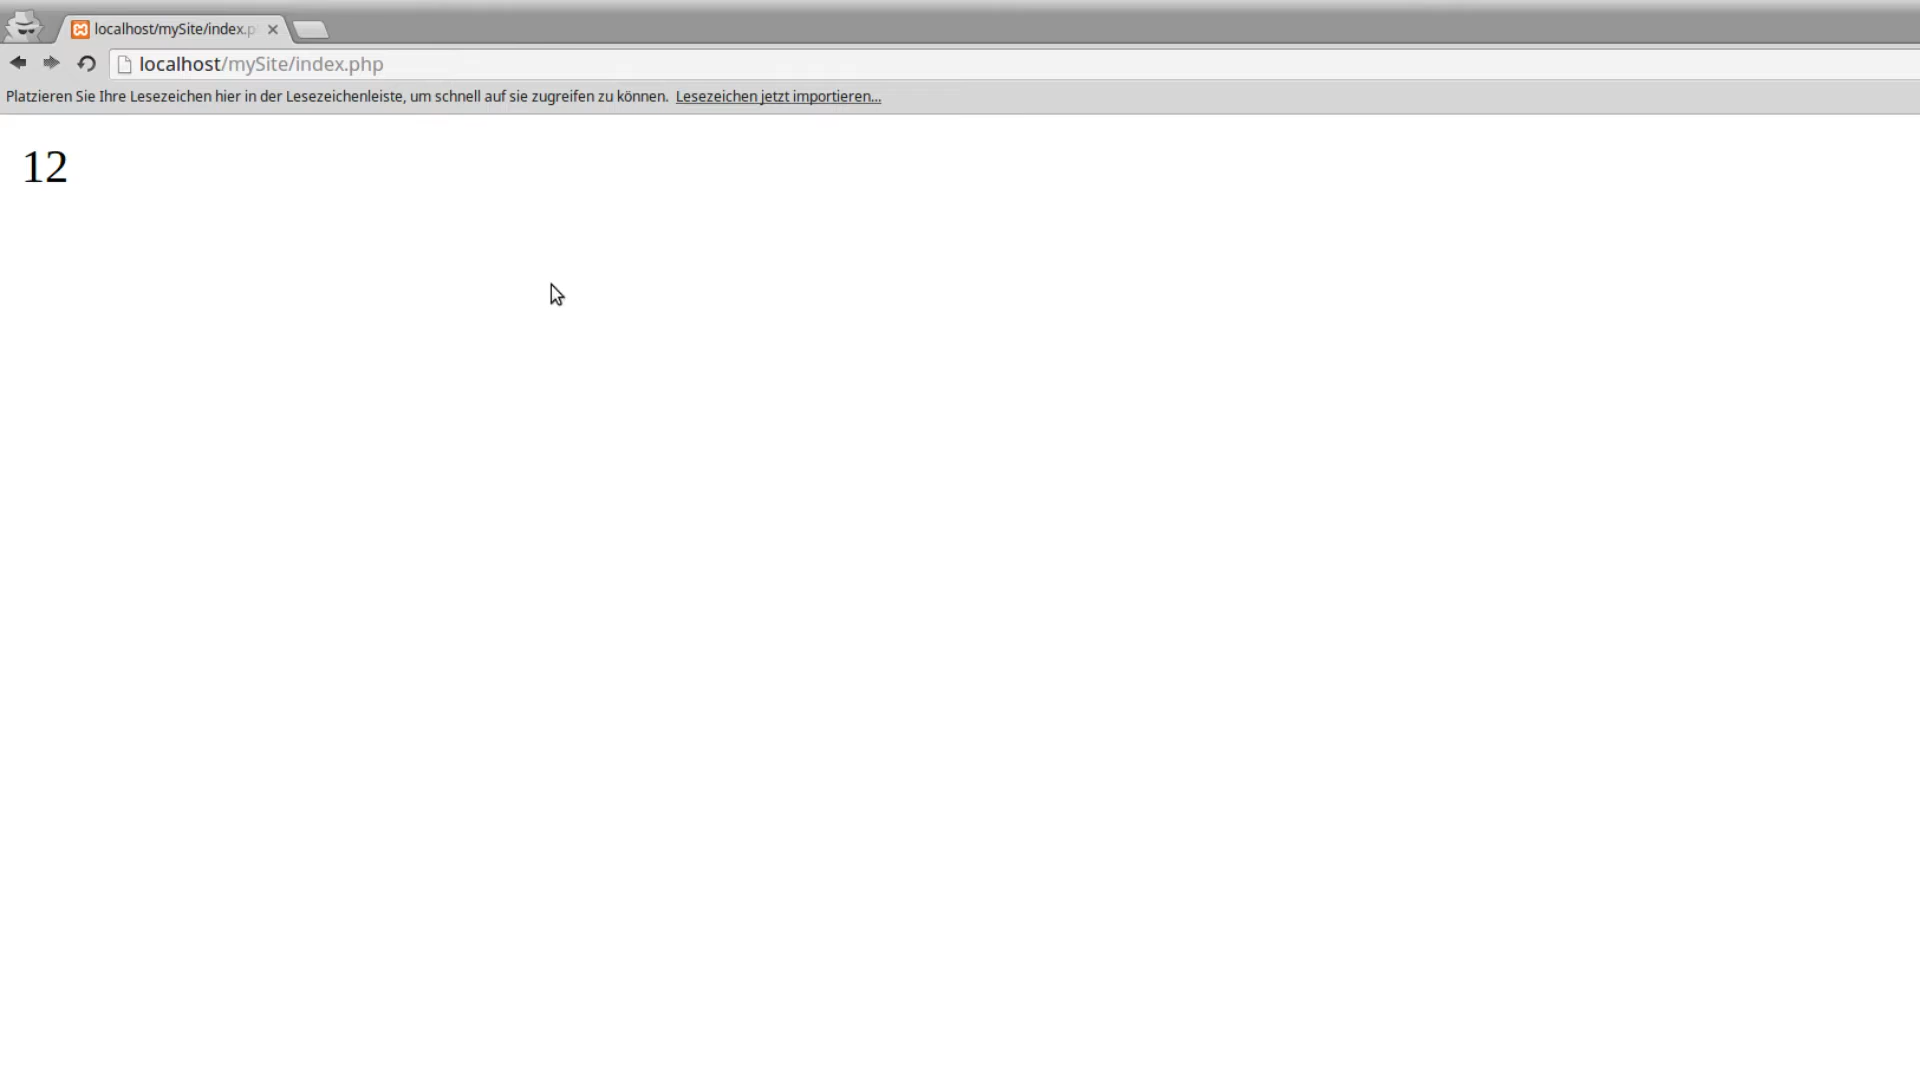 localhost/mySite/index.p
localhost/mySite/index.php
Platzieren Sie Ihre Lesezeichen hier in der Lesezeichenleiste, um schnell auf sie zugreifen zu können. Lesezeichen jetzt importieren...
12